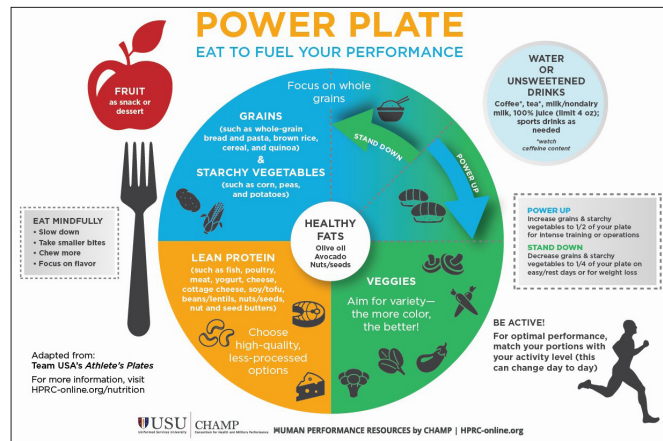 POWER PLATE
EAT TO FUEL YOUR PERFORMANCE
FRUIT
as snack or
dessert
Focus on whole
grains
GRAINS
(such as whole-grain
bread and pasta, brown rice,
cereal, and quinoa)
&
STARCHY VEGETABLES
(such as corn, peas,
and potatoes)
STAND DOWN
POWER UP
WATER
OR
UNSWEETENED
DRINKS
Coffee*, tea*, milk/nondairy
milk, 100% juice (limit 4 oz);
sports drinks as
needed
*watch
caffeine content
EAT MINDFULLY
• Slow down
• Take smaller bites
• Chew more
• Focus on flavor
HEALTHY
FATS
Olive oil
Avocado
Nuts/seeds
POWER UP
Increase grains & starchy
vegetables to 1/2 of your plate
for intense training or operations
STAND DOWN
Decrease grains & starchy
vegetables to 1/4 of your plate on
easy/rest days or for weight loss
LEAN PROTEIN
(such as fish, poultry,
meat, yogurt, cheese,
cottage cheese, soy/tofu,
beans/lentils, nuts/seeds,
nut and seed butters)
Choose
high-quality,
less-processed
options
VEGGIES
Aim for variety—
the more color,
the better!
BE ACTIVE!
For optimal performance,
match your portions with
your activity level (this
can change day to day)
Adapted from:
Team USA's Athlete's Plates
For more information, visit
HPRC-online.org/nutrition
USU
Uniformed Services University
CHAMP
Consortium for Health and Military Performance
HUMAN PERFORMANCE RESOURCES by CHAMP | HPRC-online.org